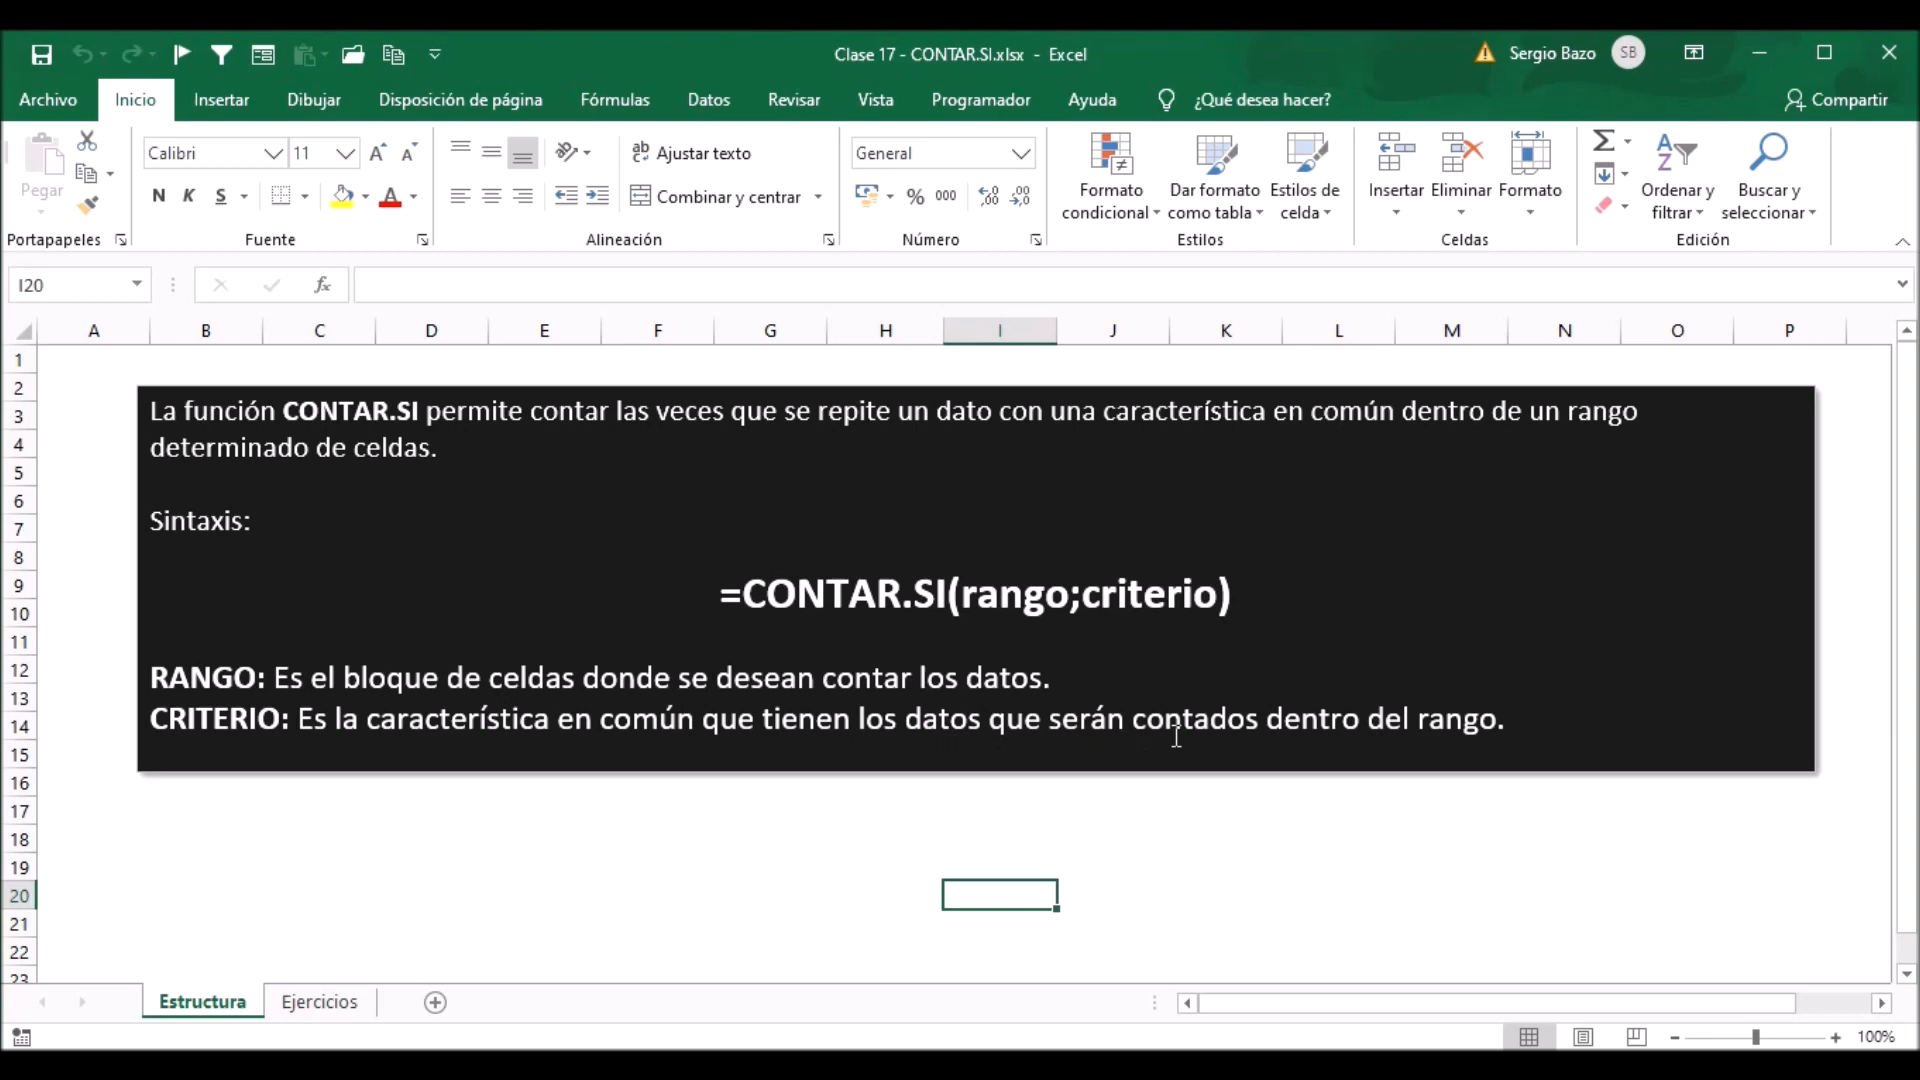 Clase 17 - CONTAR.SI.xlsx - Excel
Sergio Bazo
SB
Archivo
Inicio
Insertar
Dibujar
Disposición de página
Fórmulas
Datos
Revisar
Vista
Programador
Ayuda
¿Qué desea hacer?
Compartir
Pegar
Portapapeles
Calibri
11
N K S
Fuente
Ajustar texto
Combinar y centrar
Alineación
General
% 000
Número
Formato condicional
Dar formato como tabla
Estilos de celda
Estilos
Insertar
Eliminar
Formato
Celdas
Ordenar y filtrar
Buscar y seleccionar
Edición
I20
fx
A B C D E F G H I J K L M N O P
1
2
3
4
5
6
7
8
9
10
11
12
13
14
15
16
17
18
19
20
21
22
23
La función CONTAR.SI permite contar las veces que se repite un dato con una característica en común dentro de un rango
determinado de celdas.
Sintaxis:
=CONTAR.SI(rango;criterio)
RANGO: Es el bloque de celdas donde se desean contar los datos.
CRITERIO: Es la característica en común que tienen los datos que serán contados dentro del rango.
Estructura
Ejercicios
100%